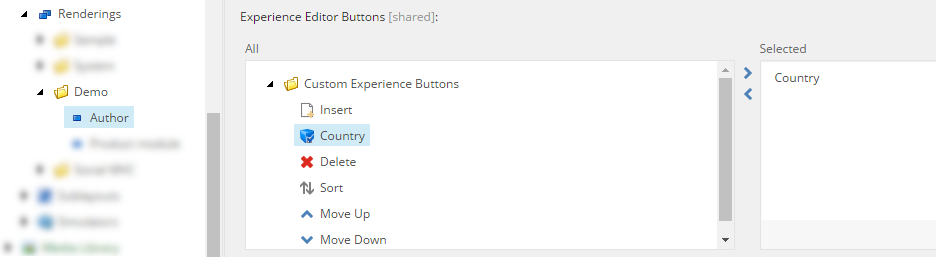 Renderings
Demo
Author
Experience Editor Buttons [shared]:
All
Custom Experience Buttons
Insert
Country
Delete
Sort
Move Up
Move Down
Selected
Country